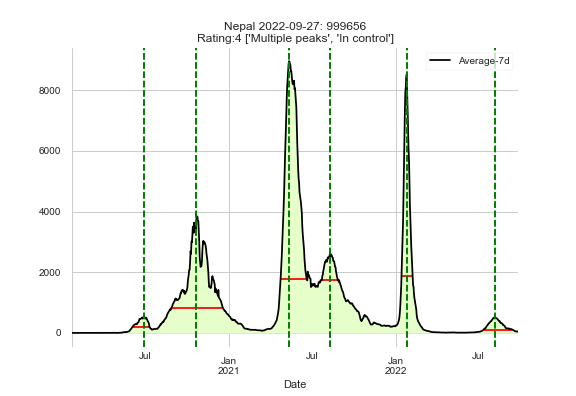 Nepal 2022-09-27: 999656
Rating:4 ['Multiple peaks', 'In control']
Average-7d
8000
6000
4000
2000
0
Jul
Jan
2021
Jul
Jan
2022
Jul
Date